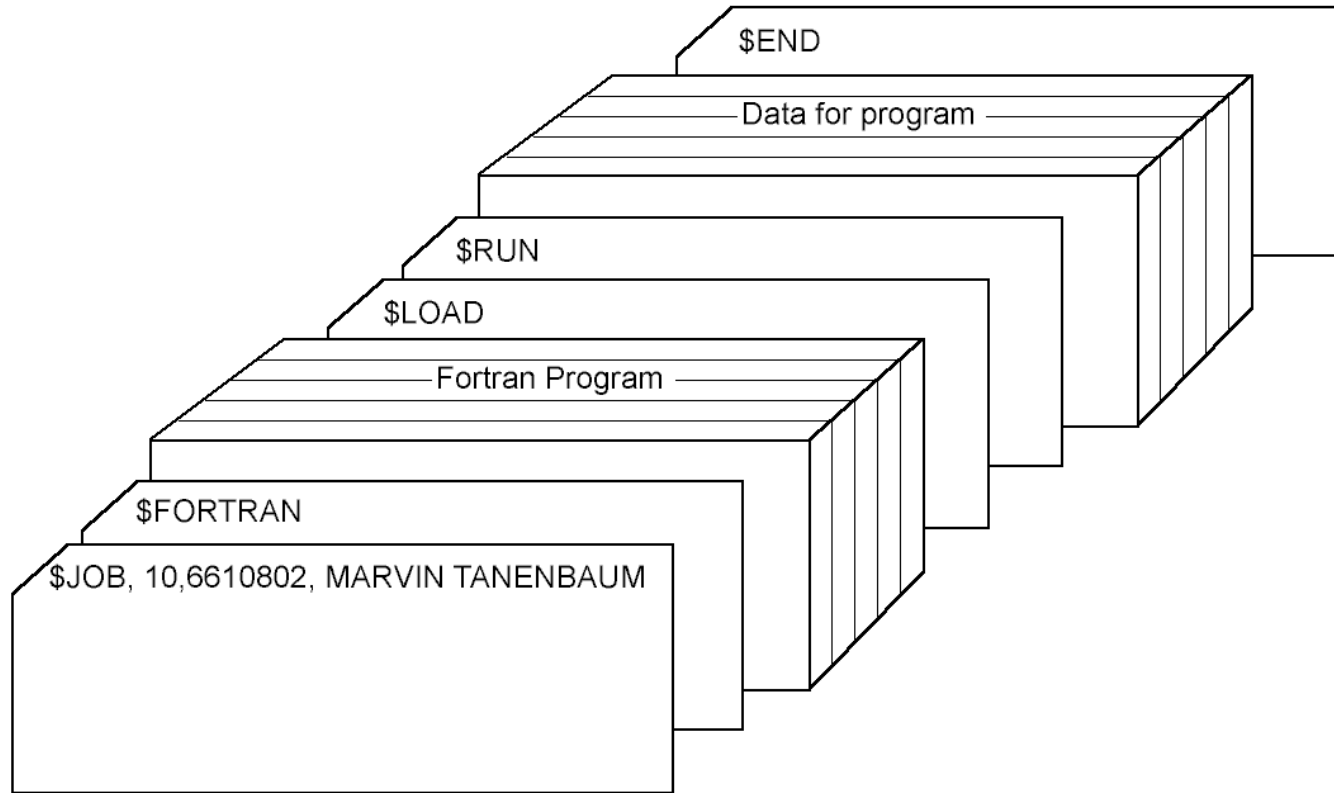 $END
Data for program
$RUN
$LOAD
Fortran Program
$FORTRAN
$JOB, 10,6610802, MARVIN TANENBAUM